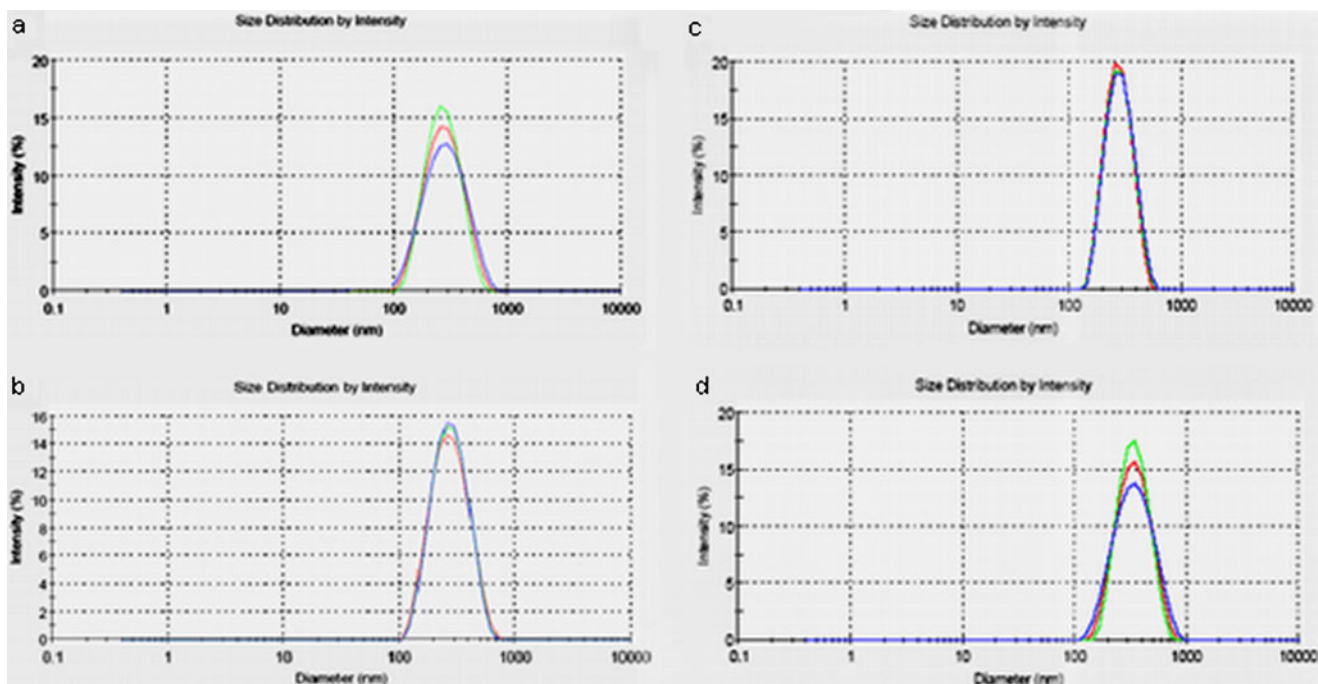 a
Size Distribution by Intensity
20
15
10
5
0
Intensity (%)
0.1 1 10 100 1000 10000
Diameter (nm)
b
Size Distribution by Intensity
16
14
12
10
8
6
4
2
0
Intensity (%)
0.1 1 10 100 1000 10000
Diameter (nm)
c
Size Distribution by Intensity
20
15
10
5
0
Intensity (%)
0.1 1 10 100 1000 10000
Diameter (nm)
d
Size Distribution by Intensity
20
15
10
5
0
Intensity (%)
0.1 1 10 100 1000 10000
Diameter (nm)